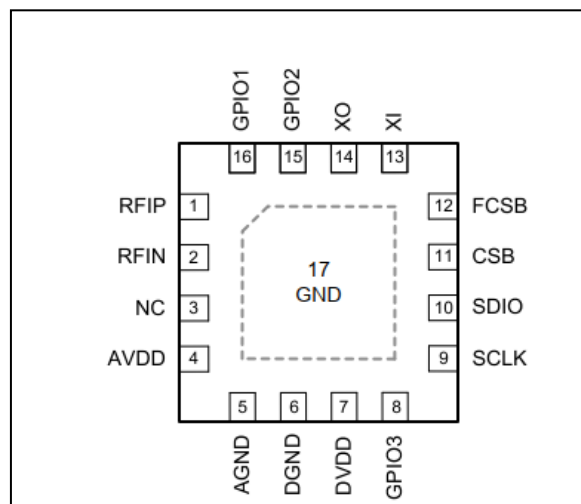 GPIO1 GPIO2 XO XI
16 15 14 13
RFIP 1 12 FCSB
RFIN 2 11 CSB
17
GND
NC 3 10 SDIO
AVDD 4 9 SCLK
5 6 7 8
AGND DGND DVDD GPIO3